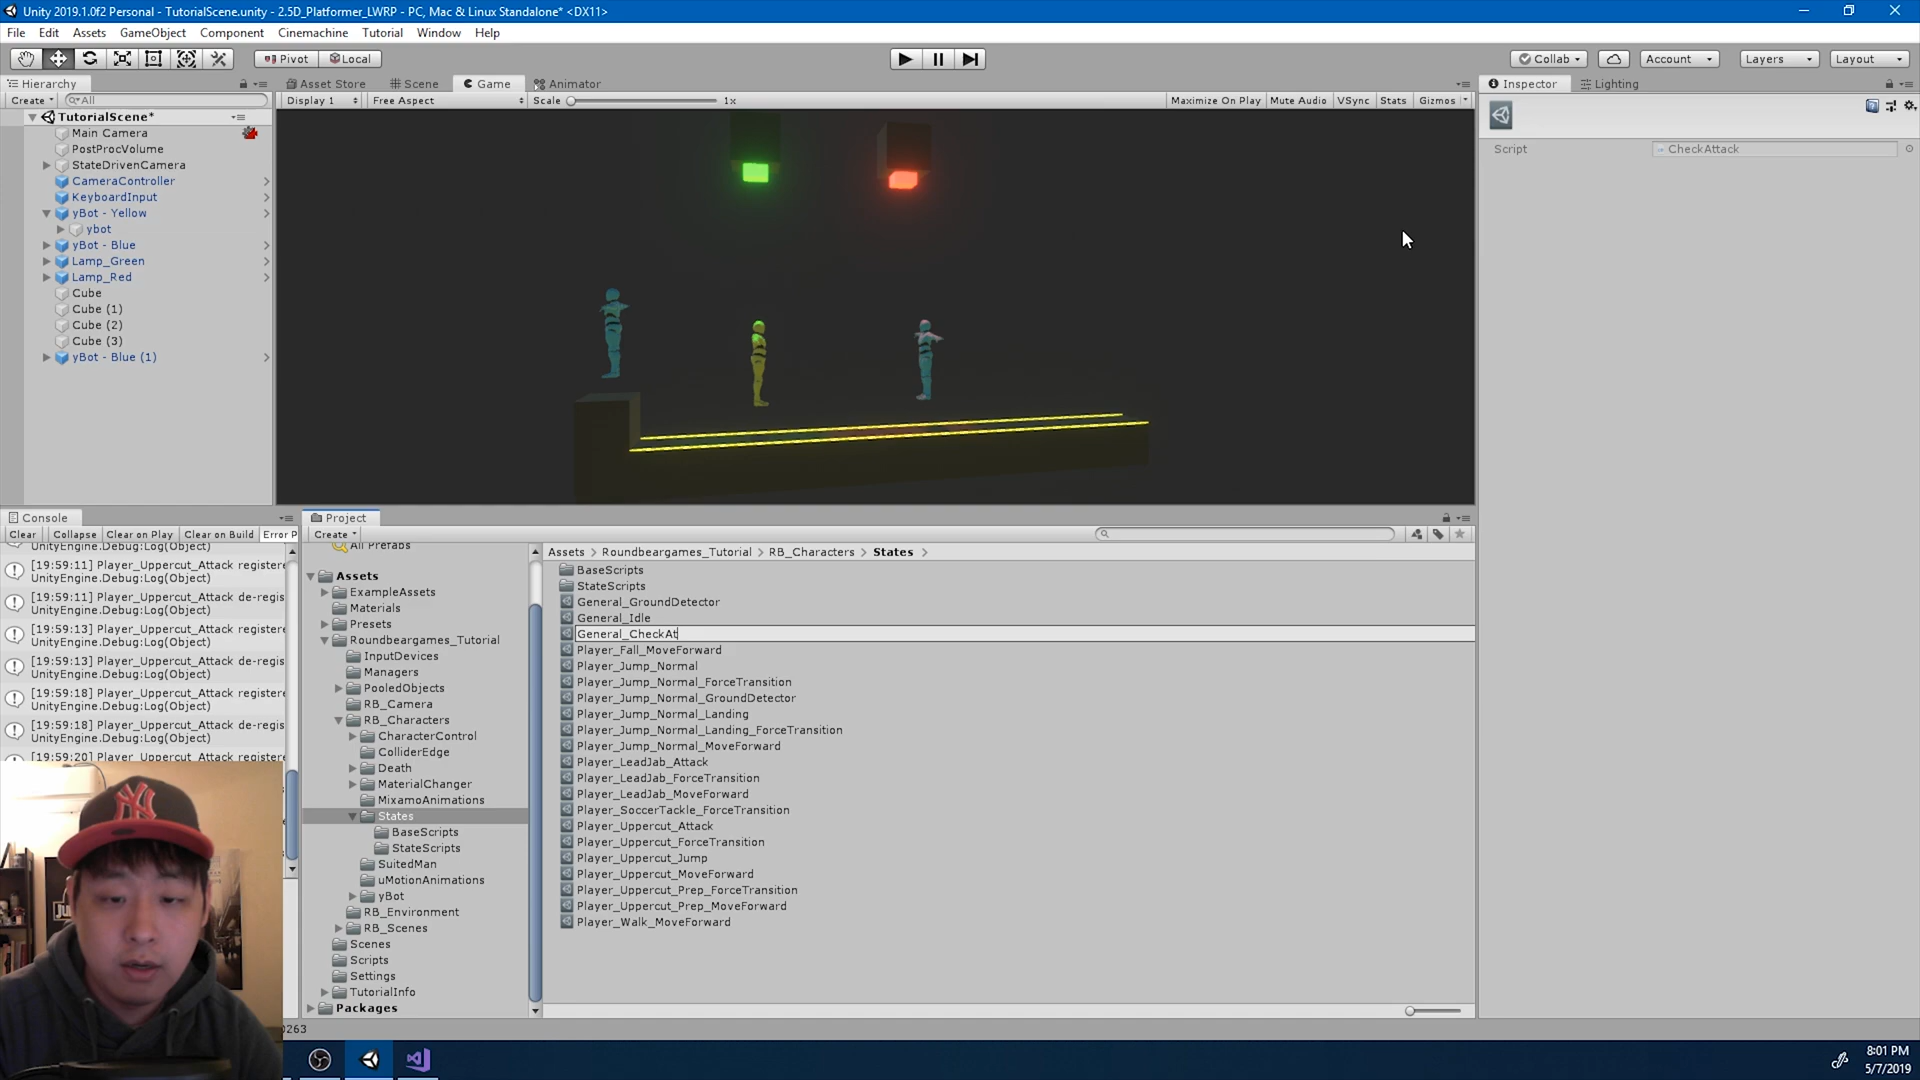 Unity 2019.1.0f2 Personal - TutorialScene.unity - 2.5D_Platformer_LWRP - PC, Mac & Linux Standalone* <DX11>
File Edit Assets GameObject Component Cinemachine Tutorial Window Help
Pivot Local Collab Account Layers Layout
Hierarchy Asset Store Scene Game Animator Inspector Lighting
Create All Display 1 Free Aspect Scale 1x Maximize On Play Mute Audio VSync Stats Gizmos
TutorialScene*
Main Camera
PostProcVolume
StateDrivenCamera
CameraController
KeyboardInput
yBot - Yellow
ybot
yBot - Blue
Lamp_Green
Lamp_Red
Cube
Cube (1)
Cube (2)
Cube (3)
yBot - Blue (1)
Script CheckAttack
Console
Clear Collapse Clear on Play Clear on Build Error P
UnityEngine.Debug:Log(Object)
[19:59:11] Player_Uppercut_Attack registere
UnityEngine.Debug:Log(Object)
[19:59:11] Player_Uppercut_Attack de-regis
UnityEngine.Debug:Log(Object)
[19:59:13] Player_Uppercut_Attack registere
UnityEngine.Debug:Log(Object)
[19:59:13] Player_Uppercut_Attack de-regis
UnityEngine.Debug:Log(Object)
[19:59:18] Player_Uppercut_Attack registere
UnityEngine.Debug:Log(Object)
[19:59:18] Player_Uppercut_Attack de-regis
UnityEngine.Debug:Log(Object)
[19:59:20] Player_Uppercut_Attack registere
Project
Create
All Prefabs
Assets
ExampleAssets
Materials
Presets
Roundbeargames_Tutorial
InputDevices
Managers
PooledObjects
RB_Camera
RB_Characters
CharacterControl
ColliderEdge
Death
MaterialChanger
MixamoAnimations
States
BaseScripts
StateScripts
SuitedMan
uMotionAnimations
yBot
RB_Environment
RB_Scenes
Scenes
Scripts
Settings
TutorialInfo
Packages
Assets > Roundbeargames_Tutorial > RB_Characters > States >
BaseScripts
StateScripts
General_GroundDetector
General_Idle
General_CheckAt
Player_Fall_MoveForward
Player_Jump_Normal
Player_Jump_Normal_ForceTransition
Player_Jump_Normal_GroundDetector
Player_Jump_Normal_Landing
Player_Jump_Normal_Landing_ForceTransition
Player_Jump_Normal_MoveForward
Player_LeadJab_Attack
Player_LeadJab_ForceTransition
Player_LeadJab_MoveForward
Player_SoccerTackle_ForceTransition
Player_Uppercut_Attack
Player_Uppercut_ForceTransition
Player_Uppercut_Jump
Player_Uppercut_MoveForward
Player_Uppercut_Prep_ForceTransition
Player_Uppercut_Prep_MoveForward
Player_Walk_MoveForward
0263
8:01 PM
5/7/2019